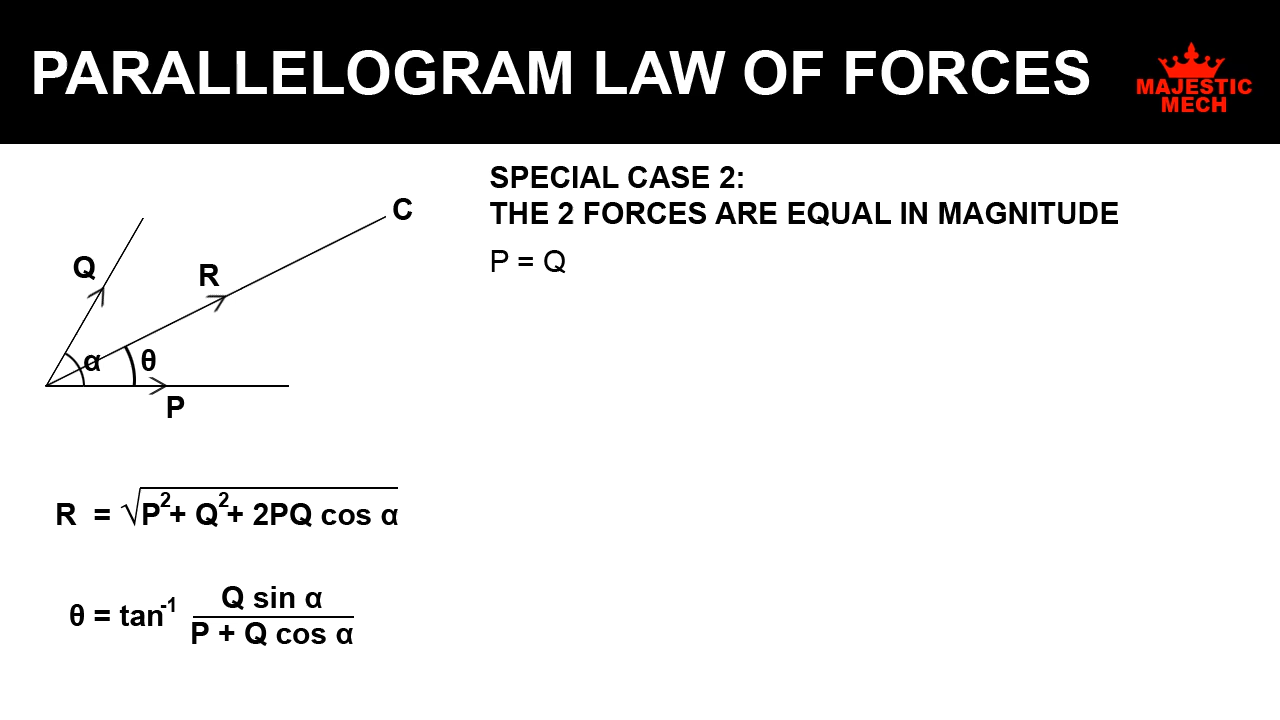 PARALLELOGRAM LAW OF FORCES
MAJESTIC
MECH
SPECIAL CASE 2:
THE 2 FORCES ARE EQUAL IN MAGNITUDE
P = Q
C
Q
R
α
θ
P
R = √P²+ Q²+ 2PQ cos α
θ = tan⁻¹ Q sin α
P + Q cos α